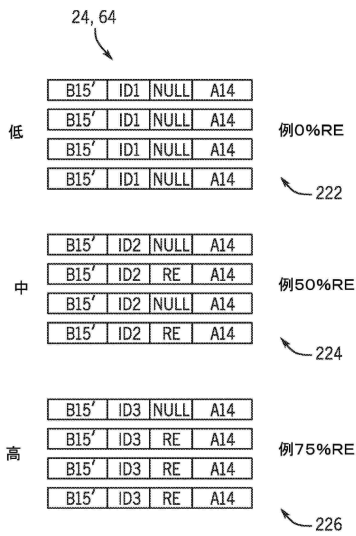 24, 64
B15′ ID1 NULL A14
B15′ ID1 NULL A14
低 例0%RE
B15′ ID1 NULL A14
B15′ ID1 NULL A14
222
B15′ ID2 NULL A14
B15′ ID2 RE A14
中 例50%RE
B15′ ID2 NULL A14
B15′ ID2 RE A14
224
B15′ ID3 NULL A14
B15′ ID3 RE A14
高 例75%RE
B15′ ID3 RE A14
B15′ ID3 RE A14
226